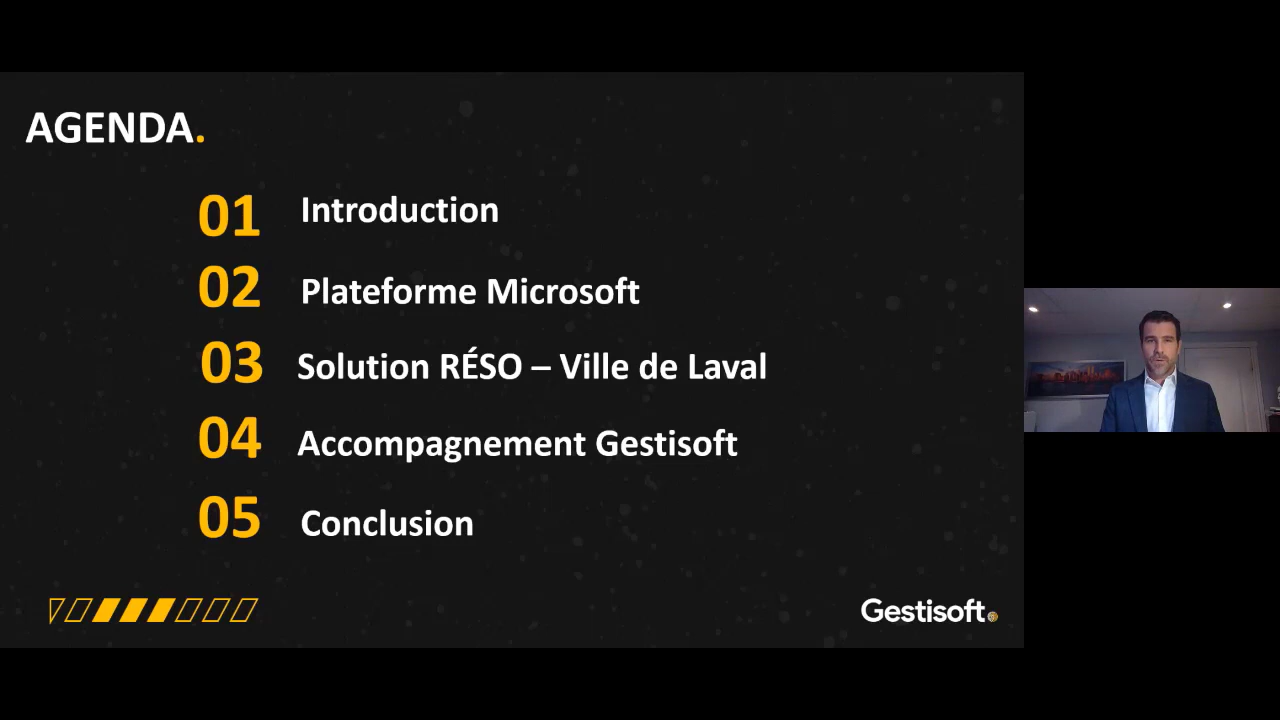 AGENDA.
01 Introduction
02 Plateforme Microsoft
03 Solution RÉSO – Ville de Laval
04 Accompagnement Gestisoft
05 Conclusion
Gestisoft